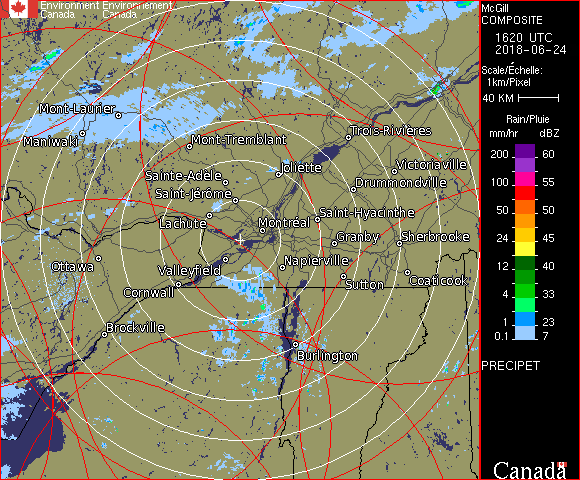 Environment Environnement
Canada Canada
McGill
COMPOSITE
1620 UTC
2018-06-24
Scale/Échelle:
1km/Pixel
40 KM
Rain/Pluie
mm/hr dBZ
200 60
100 55
50 50
24 45
12 40
4 33
1 23
0.1 7
PRECIPET
Canada
Mont-Laurier
Maniwaki
Mont-Tremblant
Trois-Rivières
Joliette
Victoriaville
Sainte-Adèle
Drummondville
Saint-Jérôme
Saint-Hyacinthe
Lachute
Montréal
Granby
Sherbrooke
Ottawa
Valleyfield
Napierville
Cornwall
Sutton
Coaticook
Brockville
Burlington